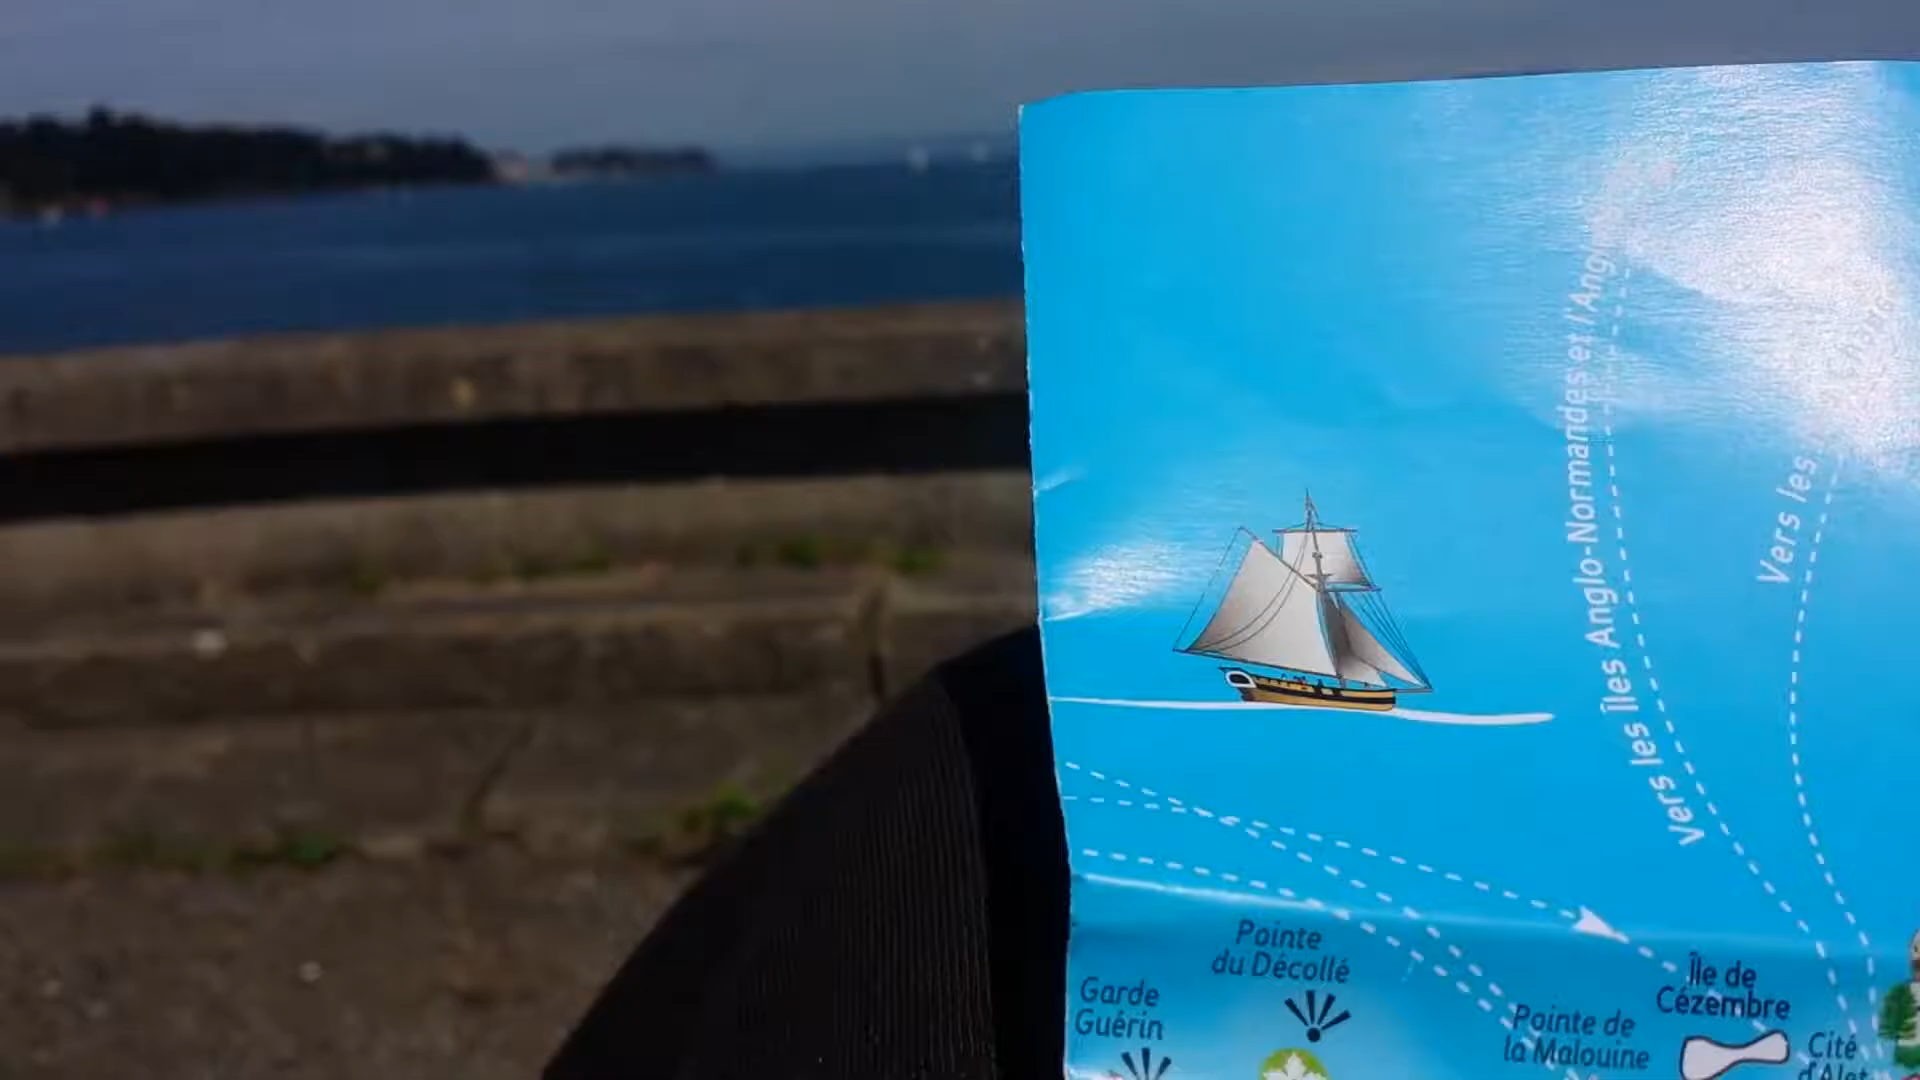 Vers les Îles Anglo-Normandes et l'Ang
Vers les
Pointe
du Décollé
Garde
Guérin
Île de
Cézembre
Pointe de
la Malouine
Cité
d'Alet